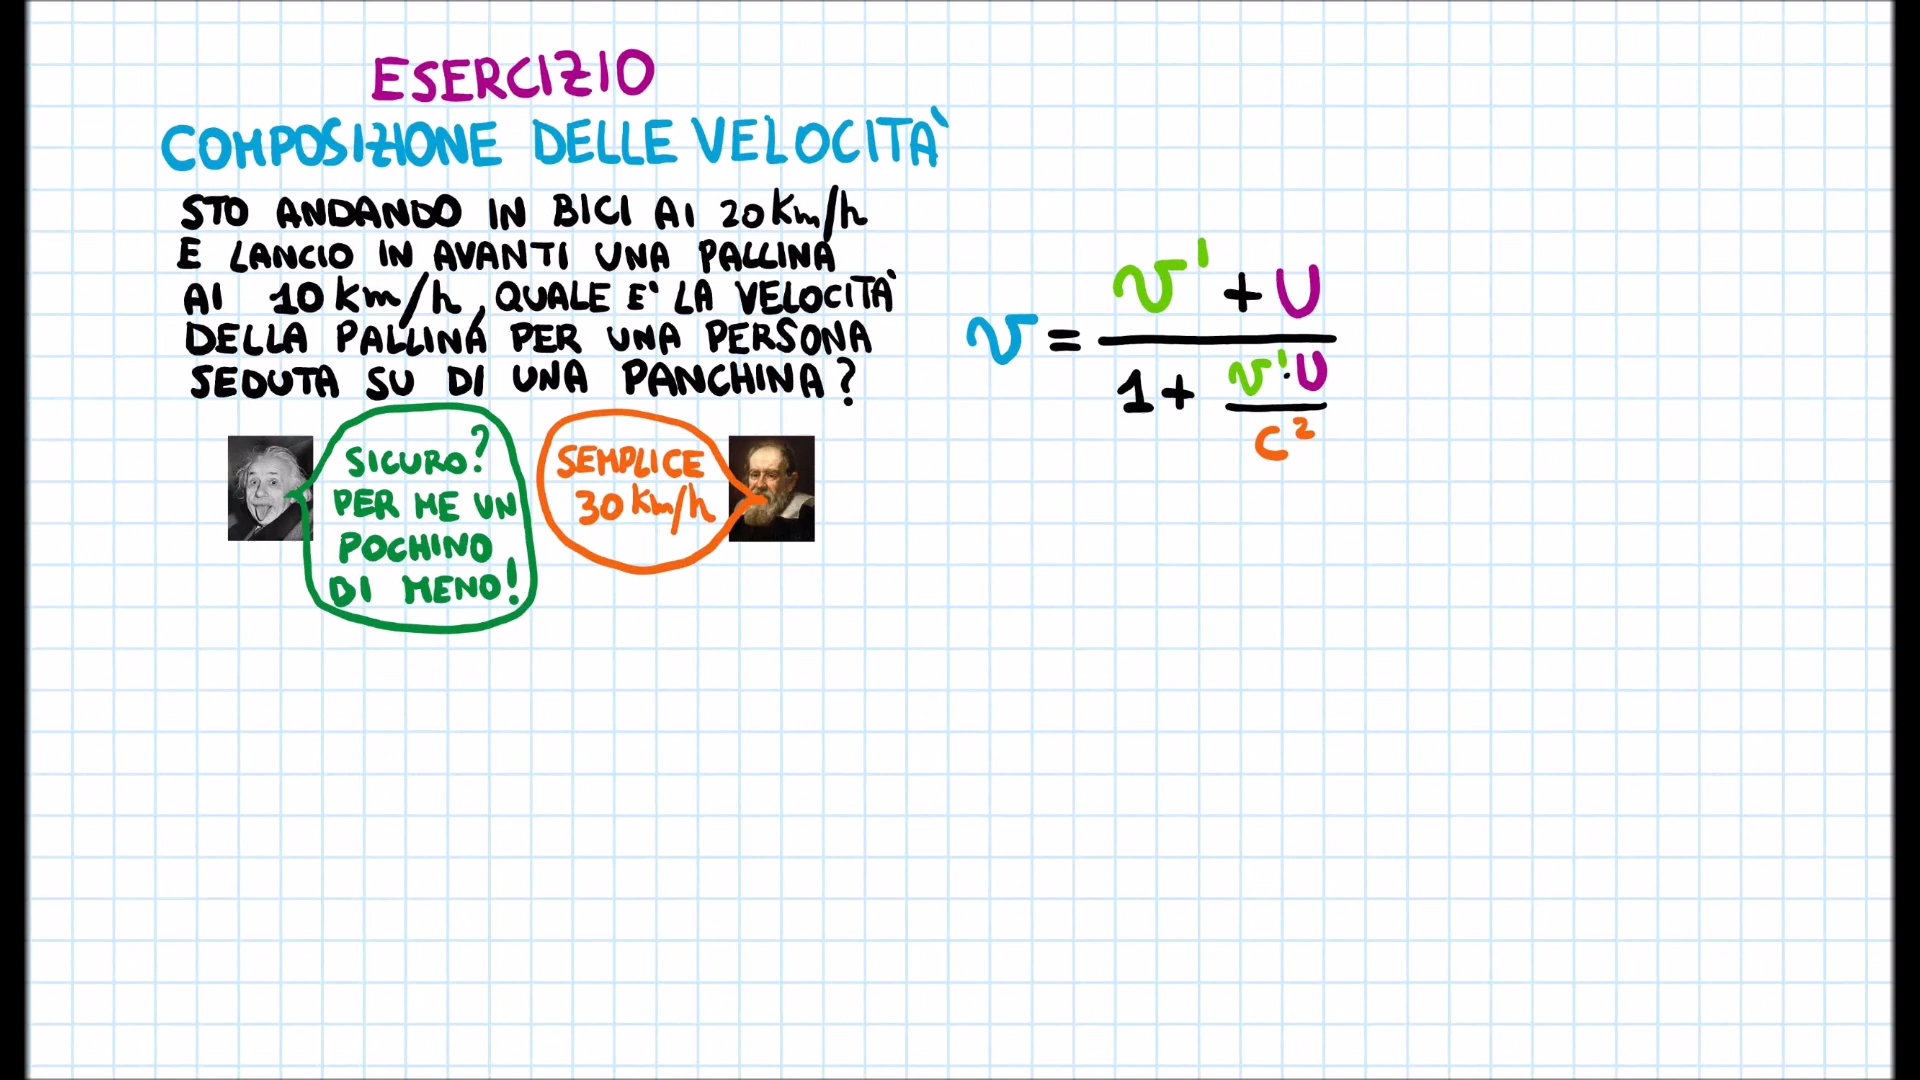 ESERCIZIO
COMPOSIZIONE DELLE VELOCITÀ
STO ANDANDO IN BICI AI 20 Km/h
E LANCIO IN AVANTI UNA PALLINA
AI 10 Km/h, QUALE E' LA VELOCITÀ
DELLA PALLINA PER UNA PERSONA
SEDUTA SU DI UNA PANCHINA?
SICURO?
PER ME UN
POCHINO
DI MENO!
SEMPLICE
30 Km/h
v' + U
v =
1 + v'·U
c²